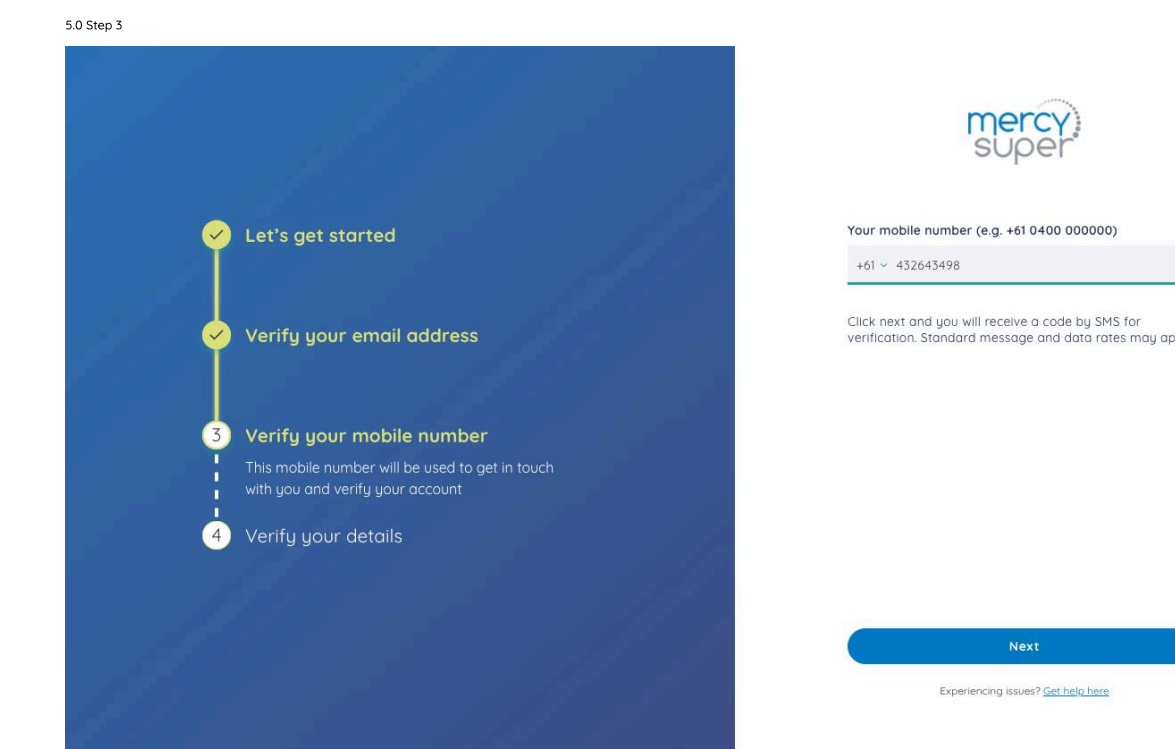 5.0 Step 3
Let's get started
Verify your email address
3
Verify your mobile number
This mobile number will be used to get in touch
with you and verify your account
4
Verify your details
mercy
super
Your mobile number (e.g. +61 0400 000000)
+61 432643498
Click next and you will receive a code by SMS for
verification. Standard message and data rates may ap
Next
Experiencing issues? Get help here